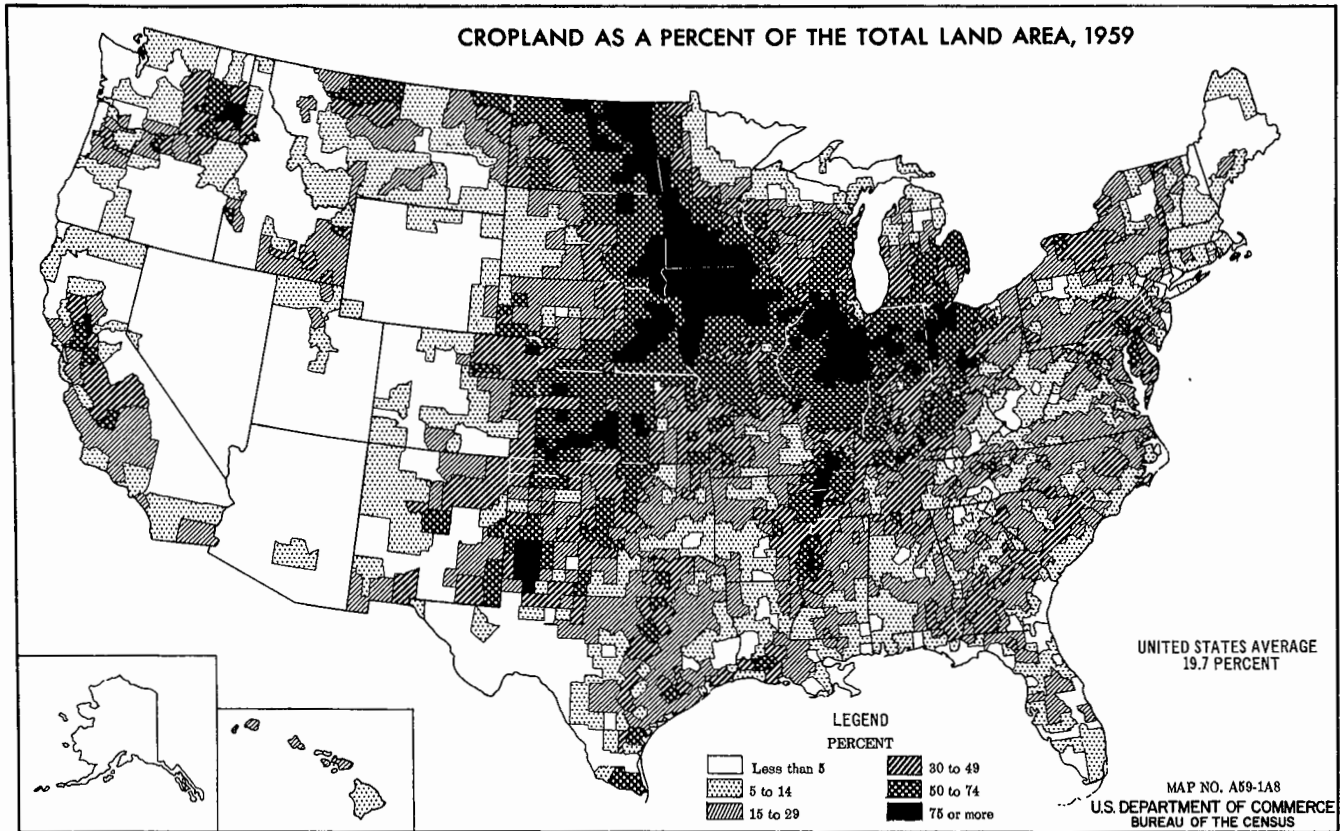 CROPLAND AS A PERCENT OF THE TOTAL LAND AREA, 1959
UNITED STATES AVERAGE
19.7 PERCENT
LEGEND
PERCENT
Less than 5
5 to 14
15 to 29
30 to 49
50 to 74
75 or more
MAP NO. A59-1A8
U.S. DEPARTMENT OF COMMERCE
BUREAU OF THE CENSUS